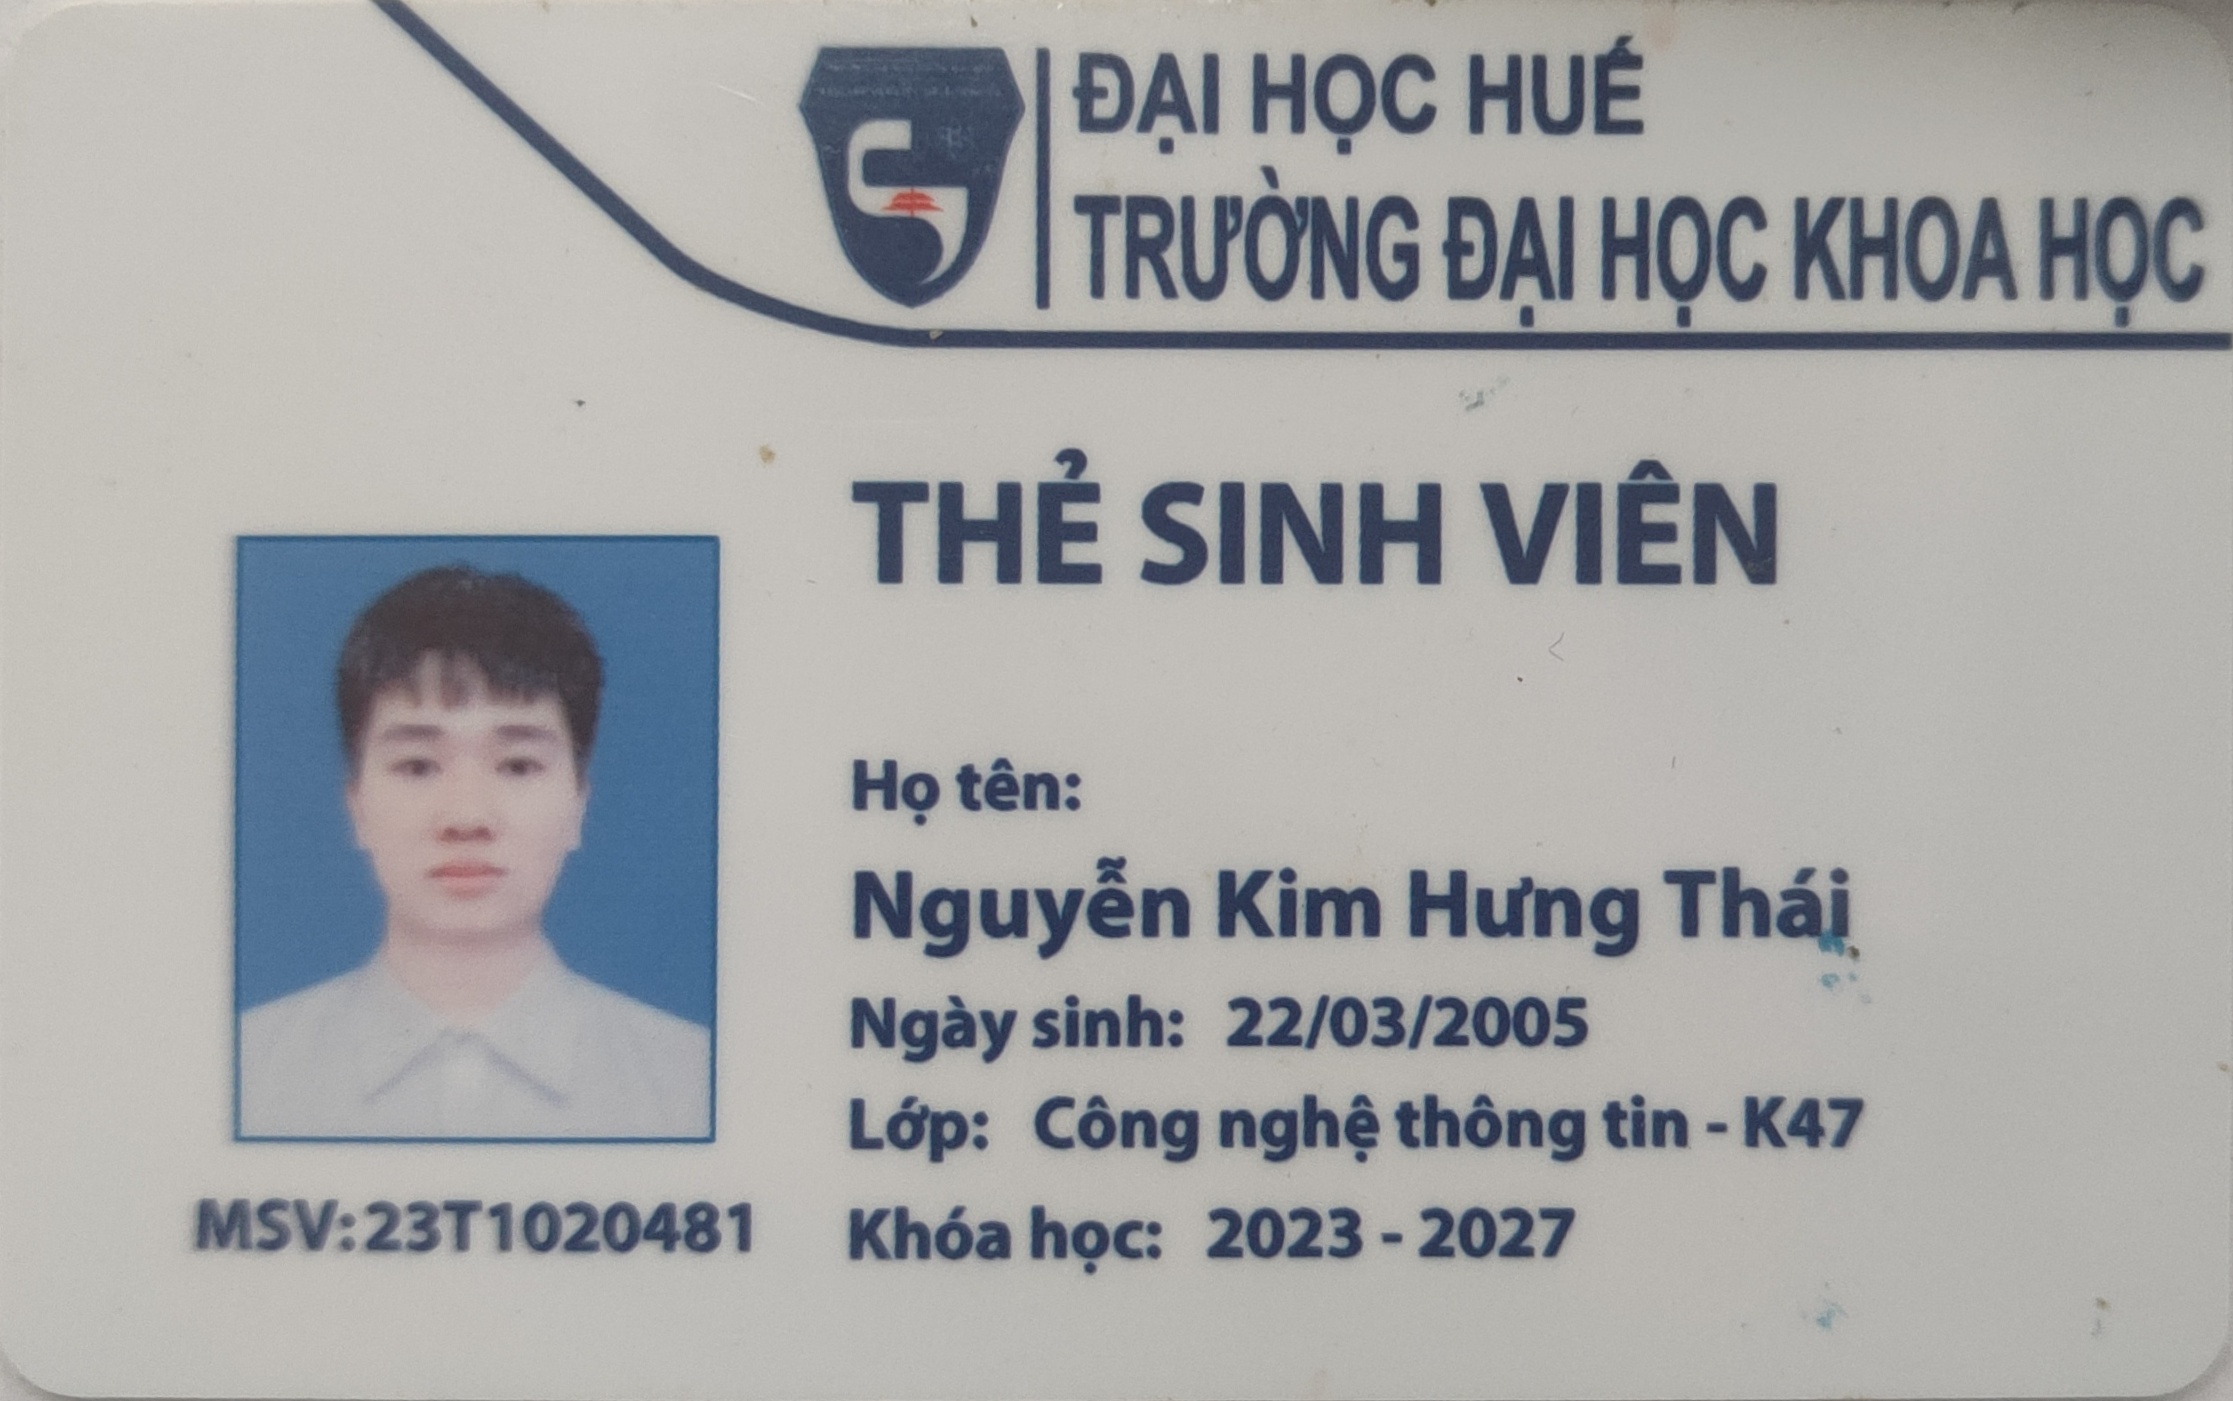 ĐẠI HỌC HUẾ
TRƯỜNG ĐẠI HỌC KHOA HỌC
THẺ SINH VIÊN
Họ tên:
Nguyễn Kim Hưng Thái
Ngày sinh: 22/03/2005
Lớp: Công nghệ thông tin - K47
MSV:23T1020481
Khóa học: 2023 - 2027